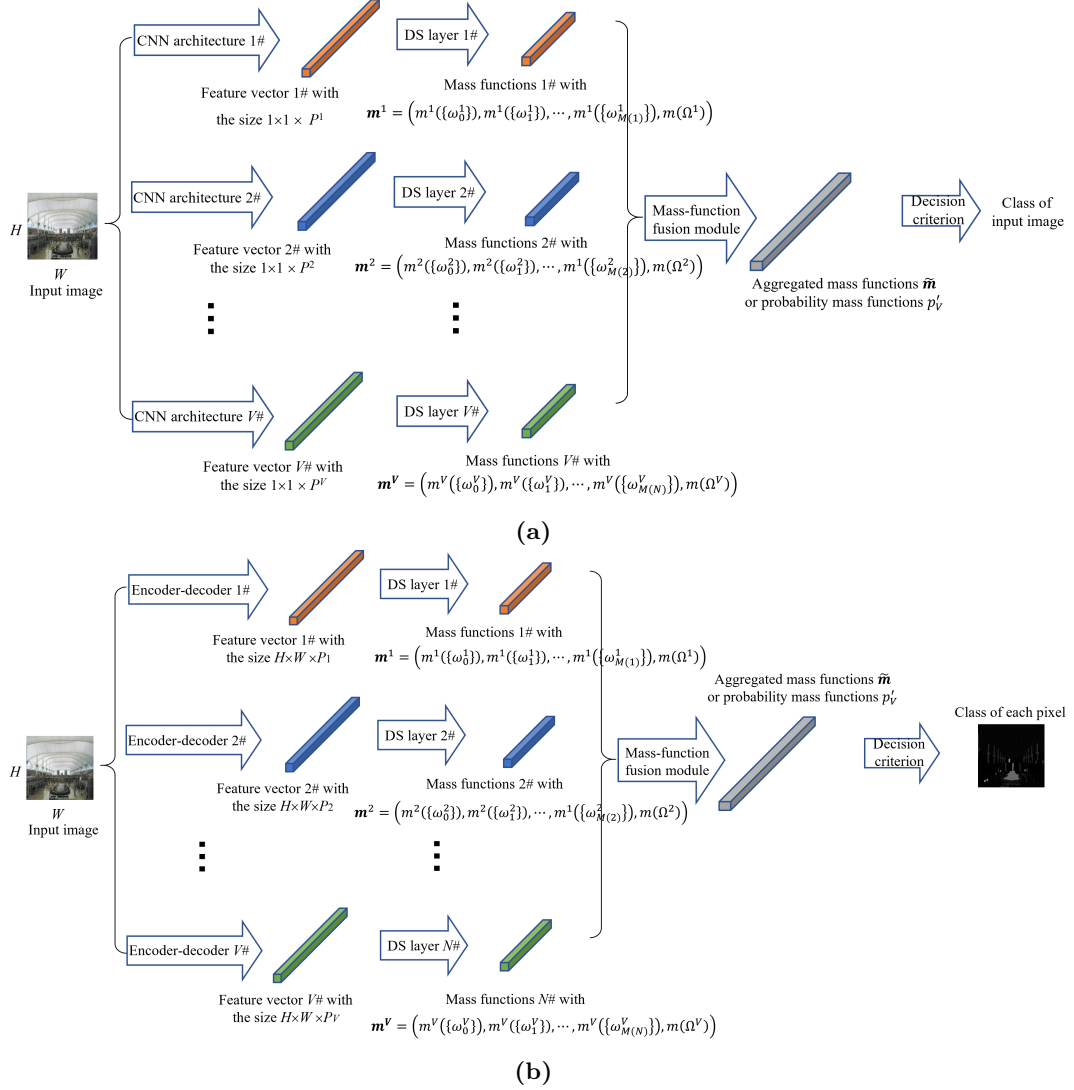 CNN architecture 1#
DS layer 1#
Feature vector 1# with
the size 1×1× P¹
Mass functions 1# with
𝒎¹ = (m¹({ω₀¹}), m¹({ω₁¹}), ⋯, m¹({ω¹_M(1)}), m(Ω¹))
CNN architecture 2#
DS layer 2#
Feature vector 2# with
the size 1×1× P²
Mass functions 2# with
𝒎² = (m²({ω₀²}), m²({ω₁²}), ⋯, m¹({ω²_M(2)}), m(Ω²))
H
W
Input image
Mass-function
fusion module
Aggregated mass functions m̃
or probability mass functions p′_V
Decision
criterion
Class of
input image
CNN architecture V#
DS layer V#
Feature vector V# with
the size 1×1× P^V
Mass functions V# with
𝒎^V = (m^V({ω₀^V}), m^V({ω₁^V}), ⋯, m^V({ω^V_M(N)}), m(Ω^V))
(a)
Encoder-decoder 1#
DS layer 1#
Feature vector 1# with
the size H×W×P₁
Mass functions 1# with
𝒎¹ = (m¹({ω₀¹}), m¹({ω₁¹}), ⋯, m¹({ω¹_M(1)}), m(Ω¹))
Encoder-decoder 2#
DS layer 2#
Feature vector 2# with
the size H×W×P₂
Mass functions 2# with
𝒎² = (m²({ω₀²}), m²({ω₁²}), ⋯, m¹({ω²_M(2)}), m(Ω²))
H
W
Input image
Mass-function
fusion module
Aggregated mass functions m̃
or probability mass functions p′_V
Decision
criterion
Class of each pixel
Encoder-decoder V#
DS layer N#
Feature vector V# with
the size H×W×P_V
Mass functions N# with
𝒎^V = (m^V({ω₀^V}), m^V({ω₁^V}), ⋯, m^V({ω^V_M(N)}), m(Ω^V))
(b)